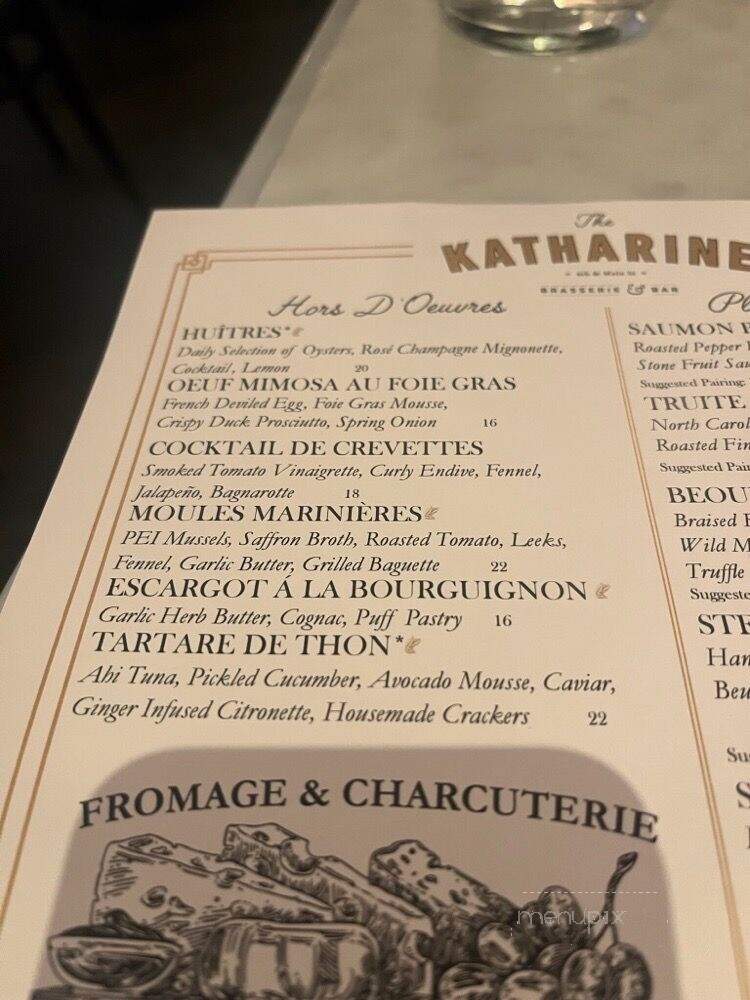 The
KATHARINE
BRASSERIE & BAR
Hors D'Oeuvres
HUÎTRES*
Daily Selection of Oysters, Rosé Champagne Mignonette,
Cocktail, Lemon 20
OEUF MIMOSA AU FOIE GRAS
French Deviled Egg, Foie Gras Mousse,
Crispy Duck Prosciutto, Spring Onion 16
COCKTAIL DE CREVETTES
Smoked Tomato Vinaigrette, Curly Endive, Fennel,
Jalapeño, Bagnarotte 18
MOULES MARINIÈRES
PEI Mussels, Saffron Broth, Roasted Tomato, Leeks,
Fennel, Garlic Butter, Grilled Baguette 22
ESCARGOT Á LA BOURGUIGNON
Garlic Herb Butter, Cognac, Puff Pastry 16
TARTARE DE THON*
Ahi Tuna, Pickled Cucumber, Avocado Mousse, Caviar,
Ginger Infused Citronette, Housemade Crackers 22
FROMAGE & CHARCUTERIE
SAUMON
Roasted Pepper
Stone Fruit
Suggested Pairing:
TRUITE
North
Roasted
Suggested
Braised
Wild
Truffle
menupix